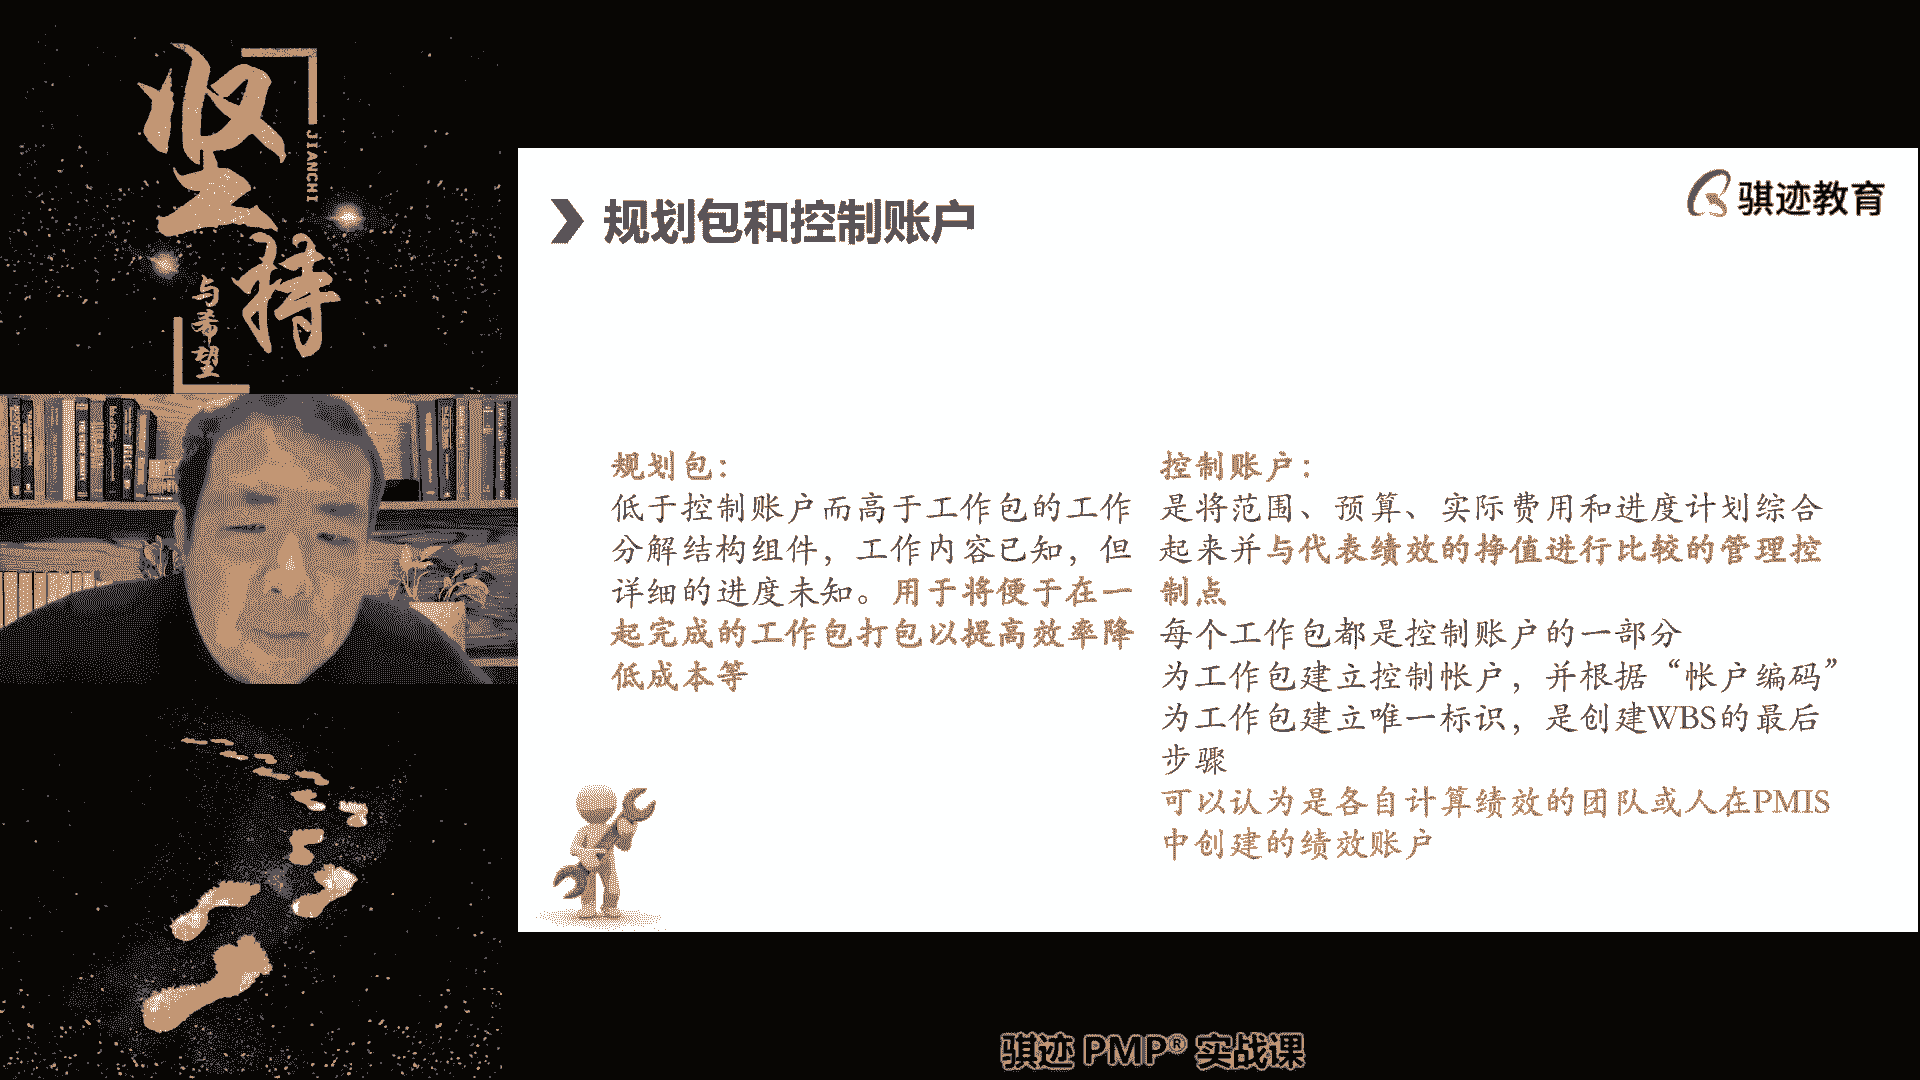 坚持
JIANCHI
与希望
规划包和控制账户
骐迹教育
规划包：
低于控制账户而高于工作包的工作
分解结构组件，工作内容已知，但
详细的进度未知。用于将便于在一
起完成的工作包打包以提高效率降
低成本等
控制账户：
是将范围、预算、实际费用和进度计划综合
起来并与代表绩效的挣值进行比较的管理控
制点
每个工作包都是控制账户的一部分
为工作包建立控制帐户，并根据“帐户编码”
为工作包建立唯一标识，是创建WBS的最后
步骤
可以认为是各自计算绩效的团队或人在PMIS
中创建的绩效账户
骐迹 PMP® 实战课